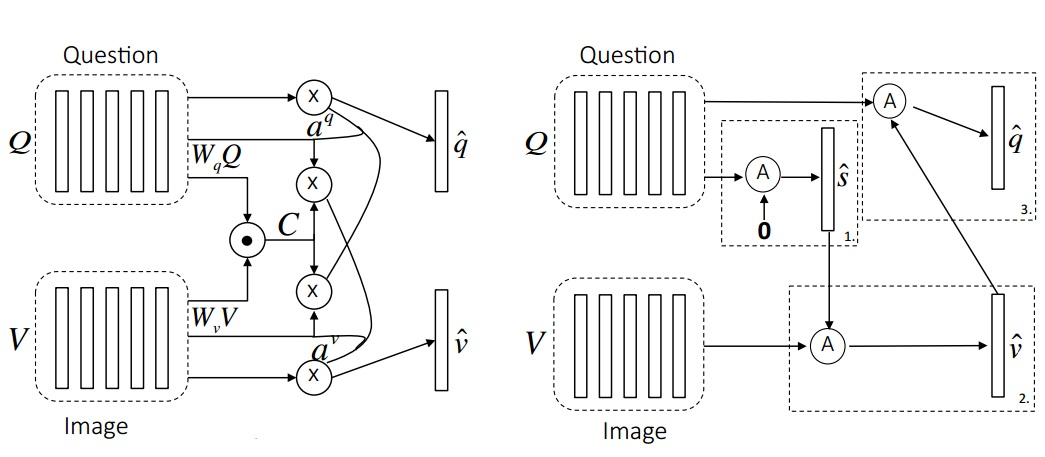 Question
Q
W_qQ
a^q
X
X
C
q̂
V
W_vV
a^v
X
X
v̂
Image
Question
Q
A
ŝ
0
1.
A
q̂
3.
V
A
v̂
2.
Image